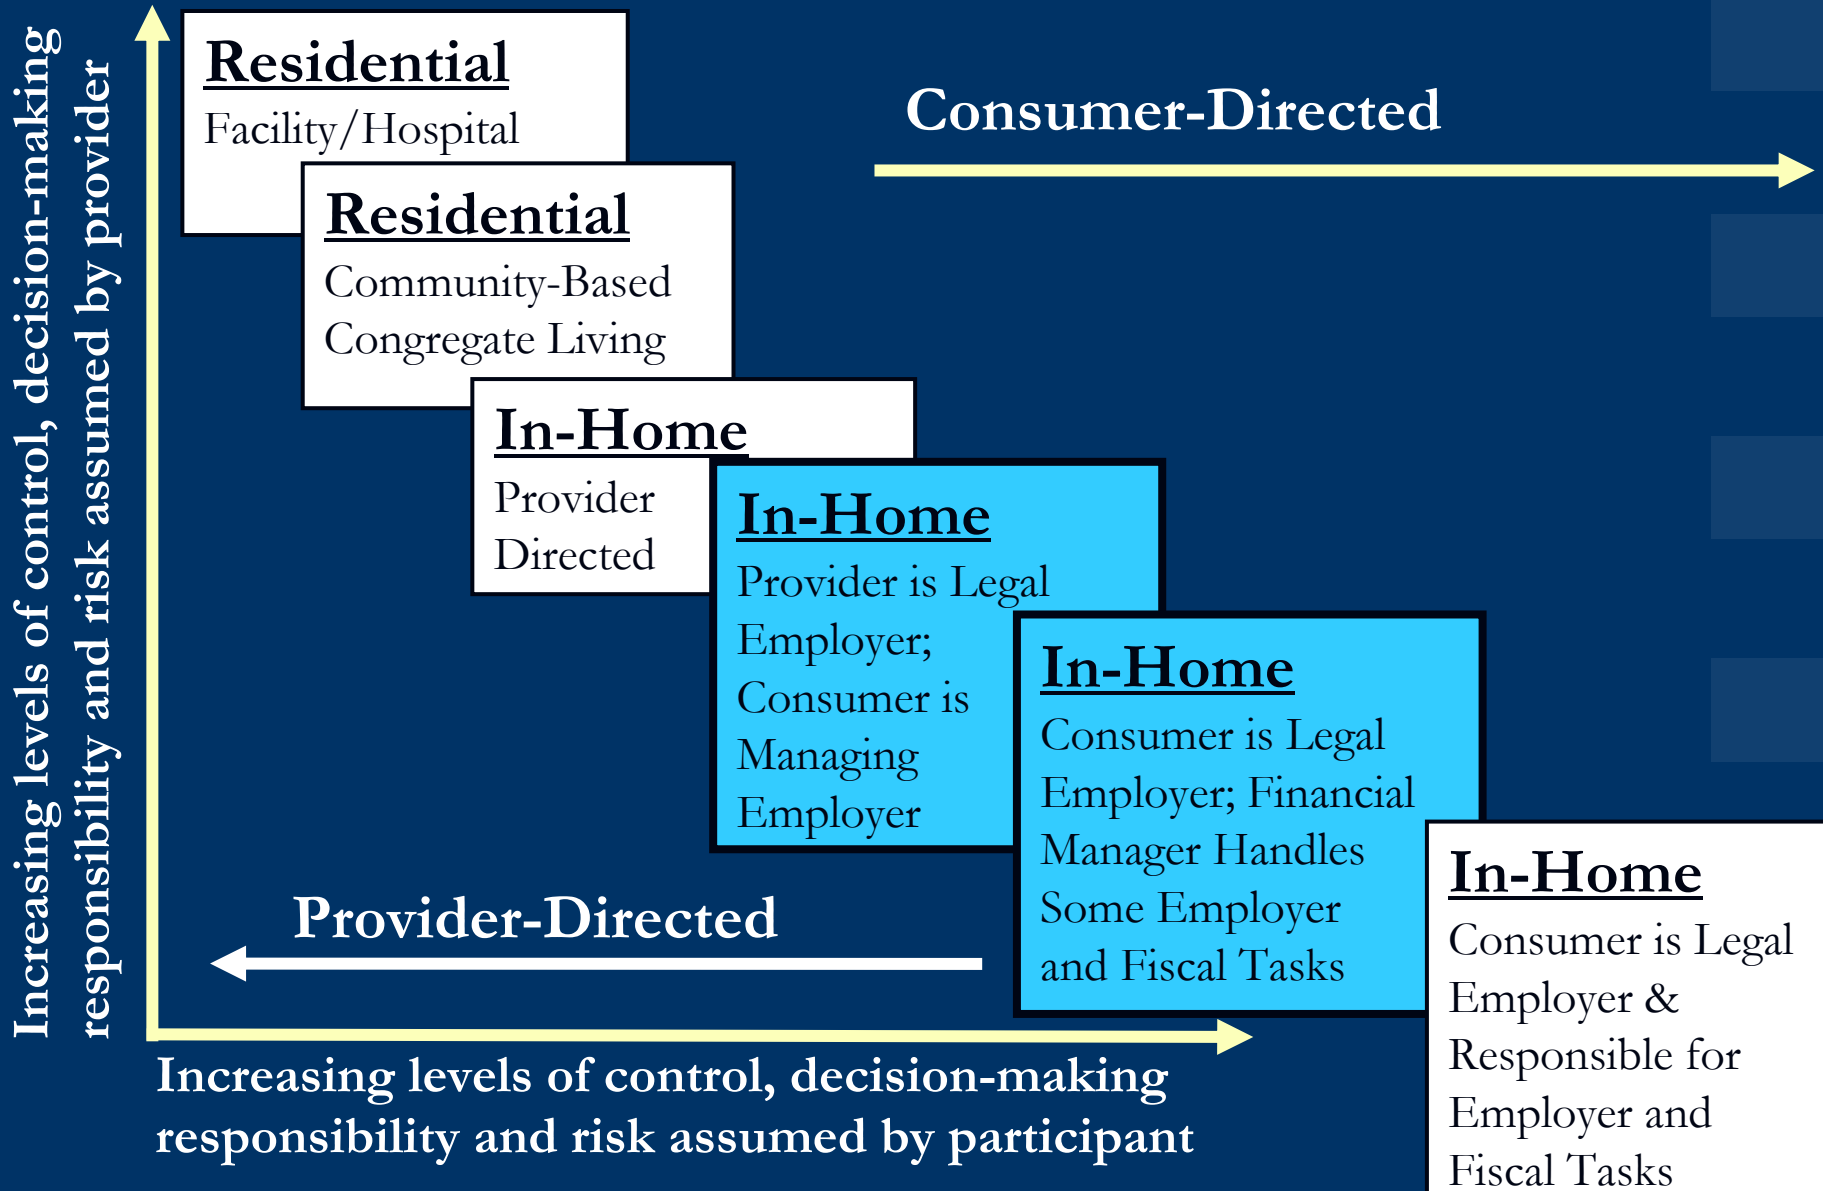 Increasing levels of control, decision-making
responsibility and risk assumed by provider
Residential
Facility/Hospital
Consumer-Directed
Residential
Community-Based
Congregate Living
In-Home
Provider
Directed
In-Home
Provider is Legal
Employer;
Consumer is
Managing
Employer
In-Home
Consumer is Legal
Employer; Financial
Manager Handles
Some Employer
and Fiscal Tasks
In-Home
Consumer is Legal
Employer &
Responsible for
Employer and
Fiscal Tasks
Provider-Directed
Increasing levels of control, decision-making
responsibility and risk assumed by participant